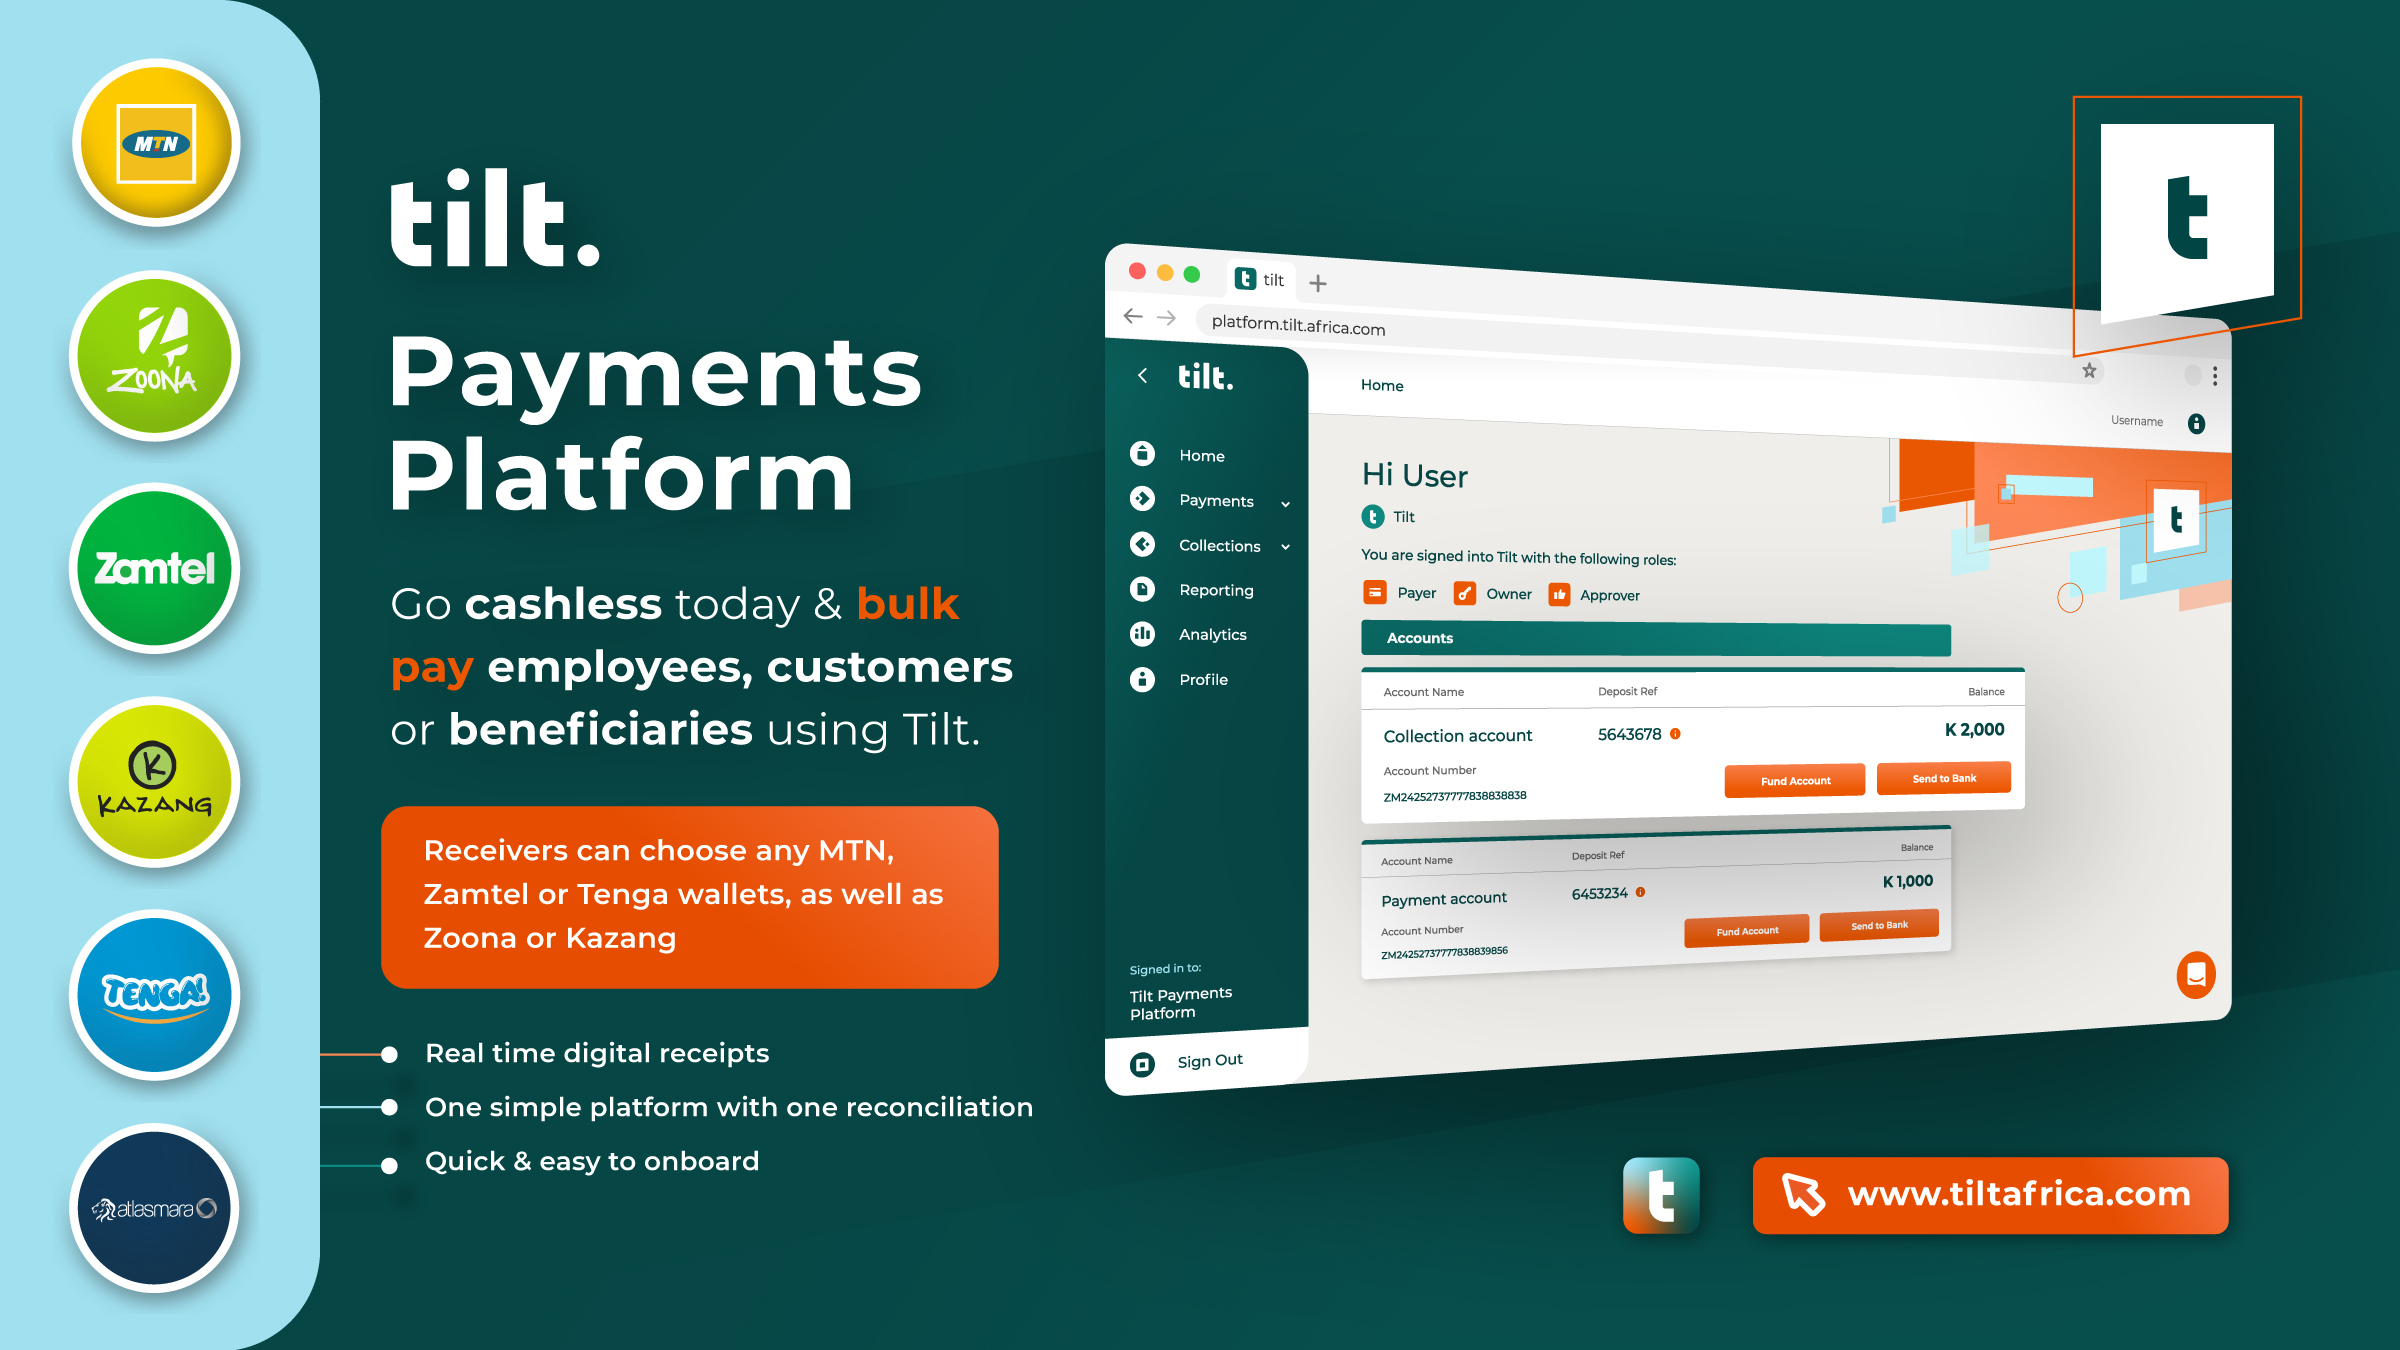 MTN
ZOONA
Zamtel
K
KAZANG
TENGA!
atlasmara
tilt.
Payments
Platform
Go cashless today & bulk
pay employees, customers
or beneficiaries using Tilt.
Receivers can choose any MTN,
Zamtel or Tenga wallets, as well as
Zoona or Kazang
Real time digital receipts
One simple platform with one reconciliation
Quick & easy to onboard
t
t tilt
platform.tilt.africa.com
tilt.
Home
Payments
Collections
Reporting
Analytics
Profile
Signed in to:
Tilt Payments
Platform
Sign Out
Home
Username
Hi User
t Tilt
t
You are signed into Tilt with the following roles:
Payer Owner Approver
Accounts
Account Name Deposit Ref Balance
Collection account 5643678 K 2,000
Account Number
ZM24252737777838838838 Fund Account Send to Bank
Account Name Deposit Ref Balance
Payment account 6453234 K 1,000
Account Number
ZM24252737777838839856 Fund Account Send to Bank
t www.tiltafrica.com